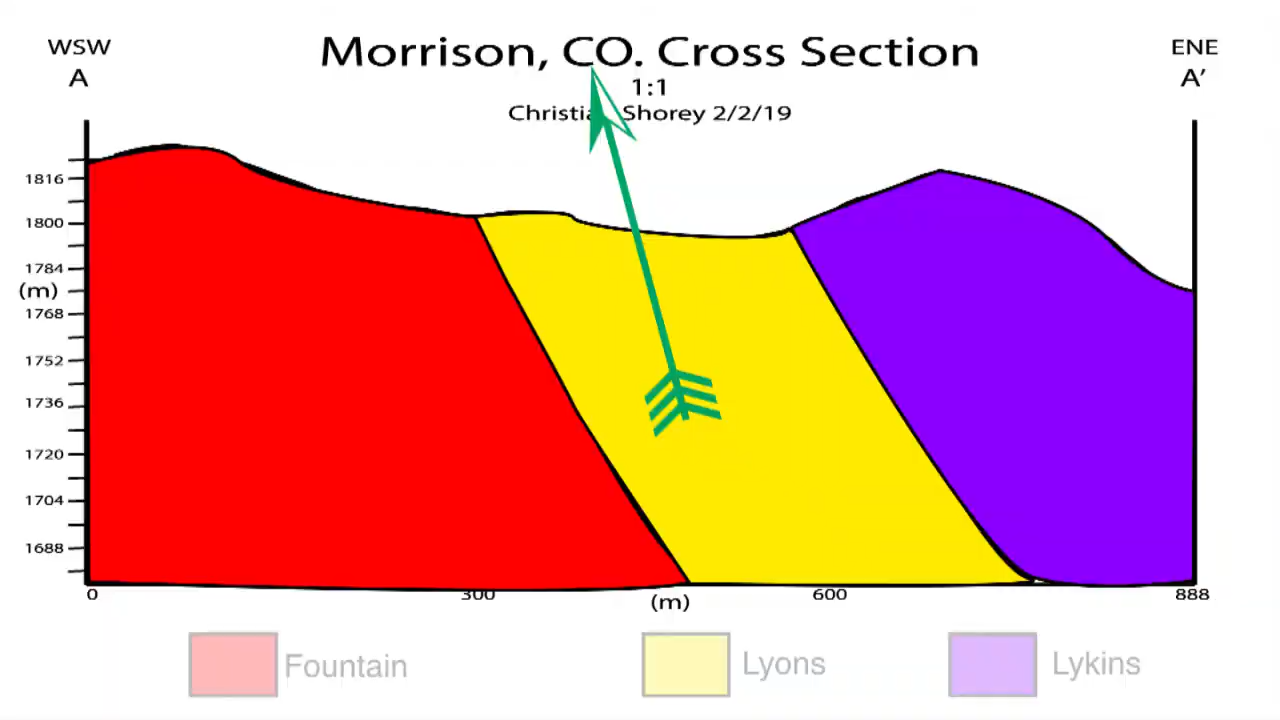 WSW
A
Morrison, CO. Cross Section
1:1
Christian Shorey 2/2/19
ENE
A’
1816
1800
1784
(m)
1768
1752
1736
1720
1704
1688
0
300
(m)
600
888
Fountain
Lyons
Lykins